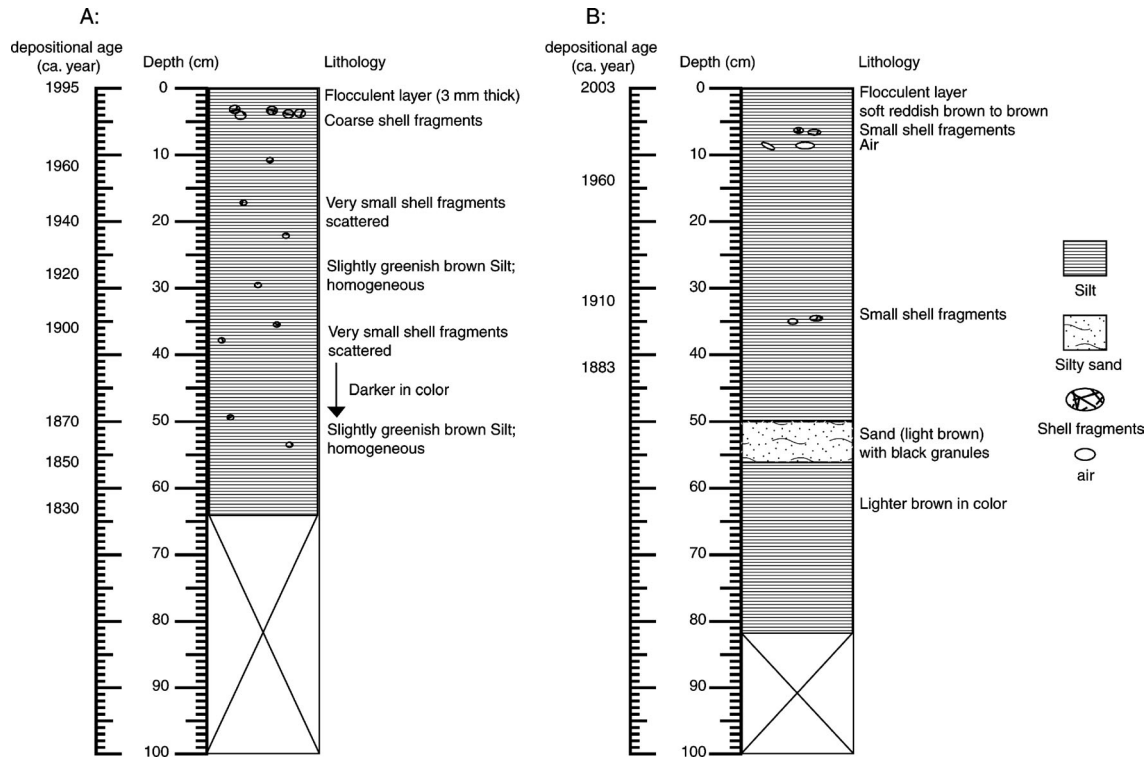 A:
depositional age
(ca. year)
Depth (cm)
Lithology
1995
1960
1940
1920
1900
1870
1850
1830
0
10
20
30
40
50
60
70
80
90
100
Flocculent layer (3 mm thick)
Coarse shell fragments
Very small shell fragments
scattered
Slightly greenish brown Silt;
homogeneous
Very small shell fragments
scattered
Darker in color
Slightly greenish brown Silt;
homogeneous
B:
depositional age
(ca. year)
Depth (cm)
Lithology
2003
1960
1910
1883
0
10
20
30
40
50
60
70
80
90
100
Flocculent layer
soft reddish brown to brown
Small shell fragements
Air
Small shell fragments
Sand (light brown)
with black granules
Lighter brown in color
Silt
Silty sand
Shell fragments
air